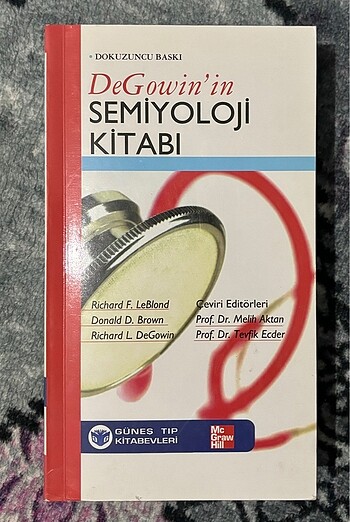 • DOKUZUNCU BASKI
DeGowin'in
SEMİYOLOJİ
KİTABI
Richard F. LeBlond
Donald D. Brown
Richard L. DeGowin
Çeviri Editörleri
Prof. Dr. Melih Aktan
Prof. Dr. Tevfik Ecder
GÜNEŞ TIP
KİTABEVLERİ
Mc
Graw
Hill